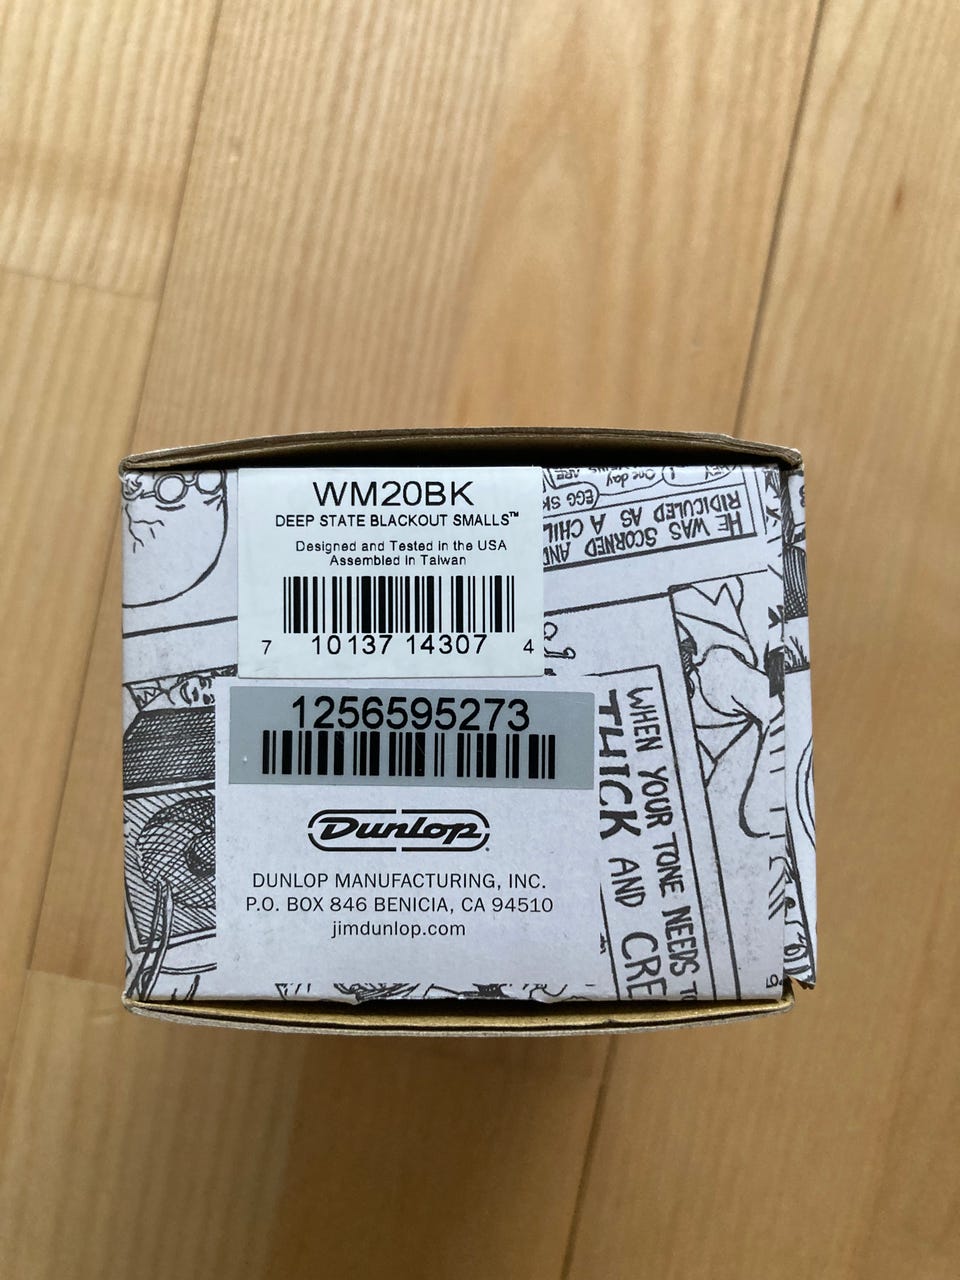 WM20BK
DEEP STATE BLACKOUT SMALLS™
Designed and Tested in the USA
Assembled in Taiwan
7 10137 14307 4
1256595273
Dunlop
DUNLOP MANUFACTURING, INC.
P.O. BOX 846 BENICIA, CA 94510
jimdunlop.com
HE WAS SCORNED AND
RIDICULED AS A
EGG
One day
WHEN YOUR TONE NEEDS
THICK AND